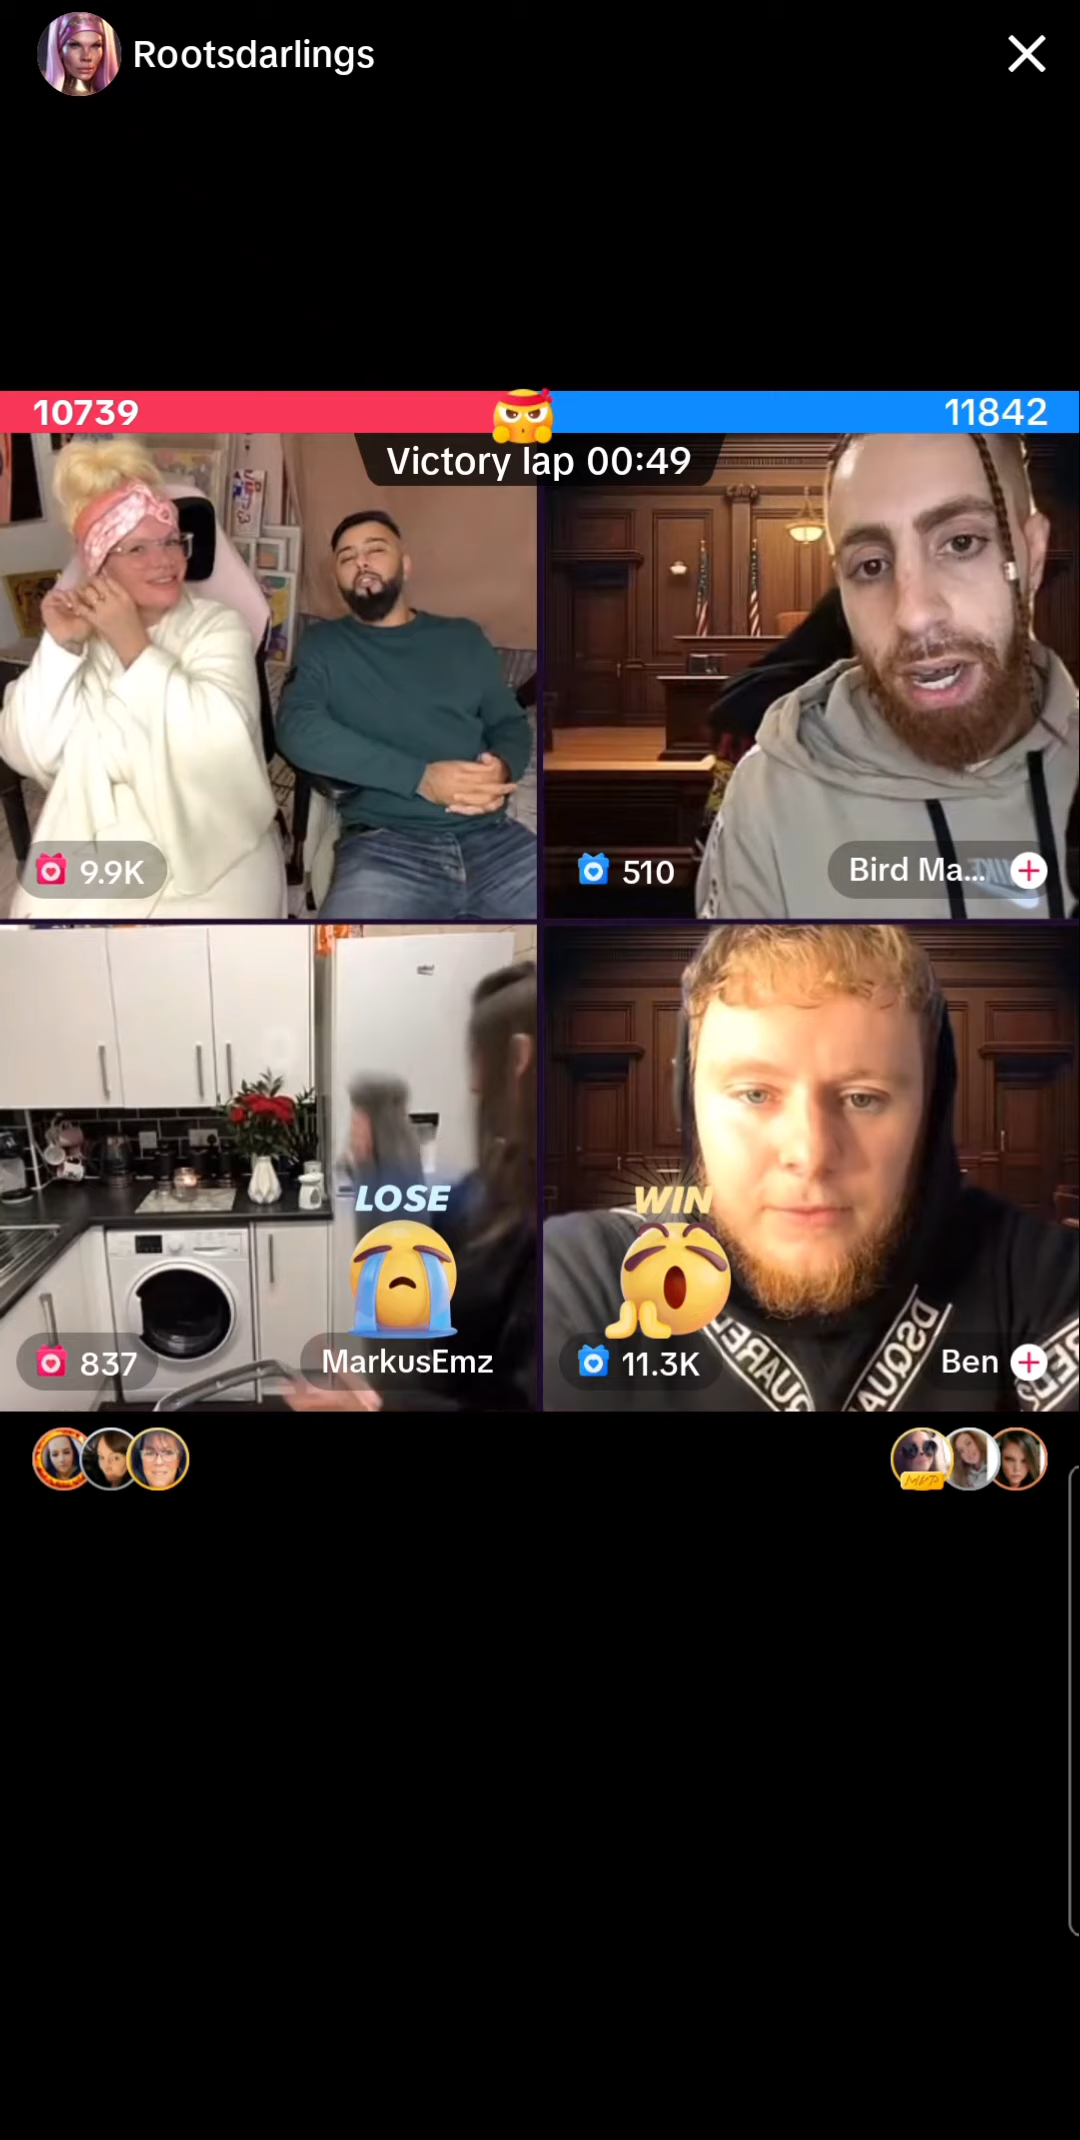 Rootsdarlings
10739
11842
Victory lap 00:49
9.9K
510
Bird Ma...
LOSE
WIN
837
MarkusEmz
11.3K
Ben
MVP